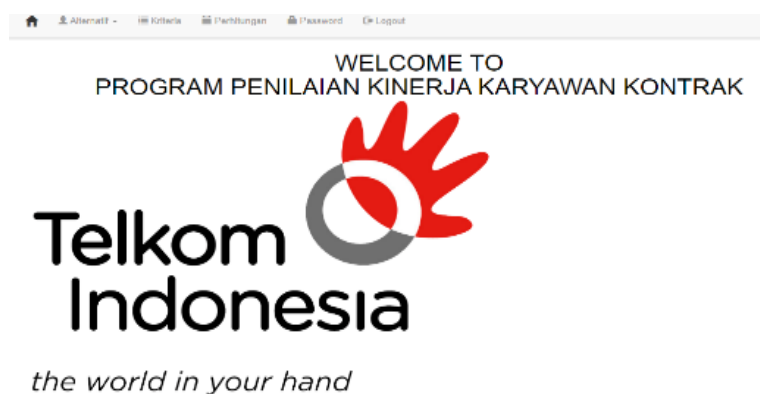 Alternatif Kriteria Perhitungan Password Logout
WELCOME TO
PROGRAM PENILAIAN KINERJA KARYAWAN KONTRAK
Telkom
Indonesia
the world in your hand